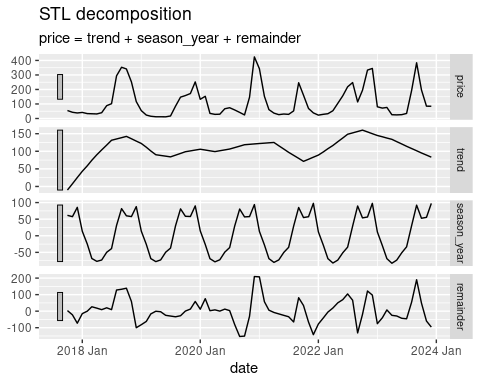 STL decomposition
price = trend + season_year + remainder
400
300
200
100
0
price
150
100
50
0
trend
100
50
0
-50
season_year
200
100
0
-100
remainder
2018 Jan
2020 Jan
2022 Jan
2024 Jan
date